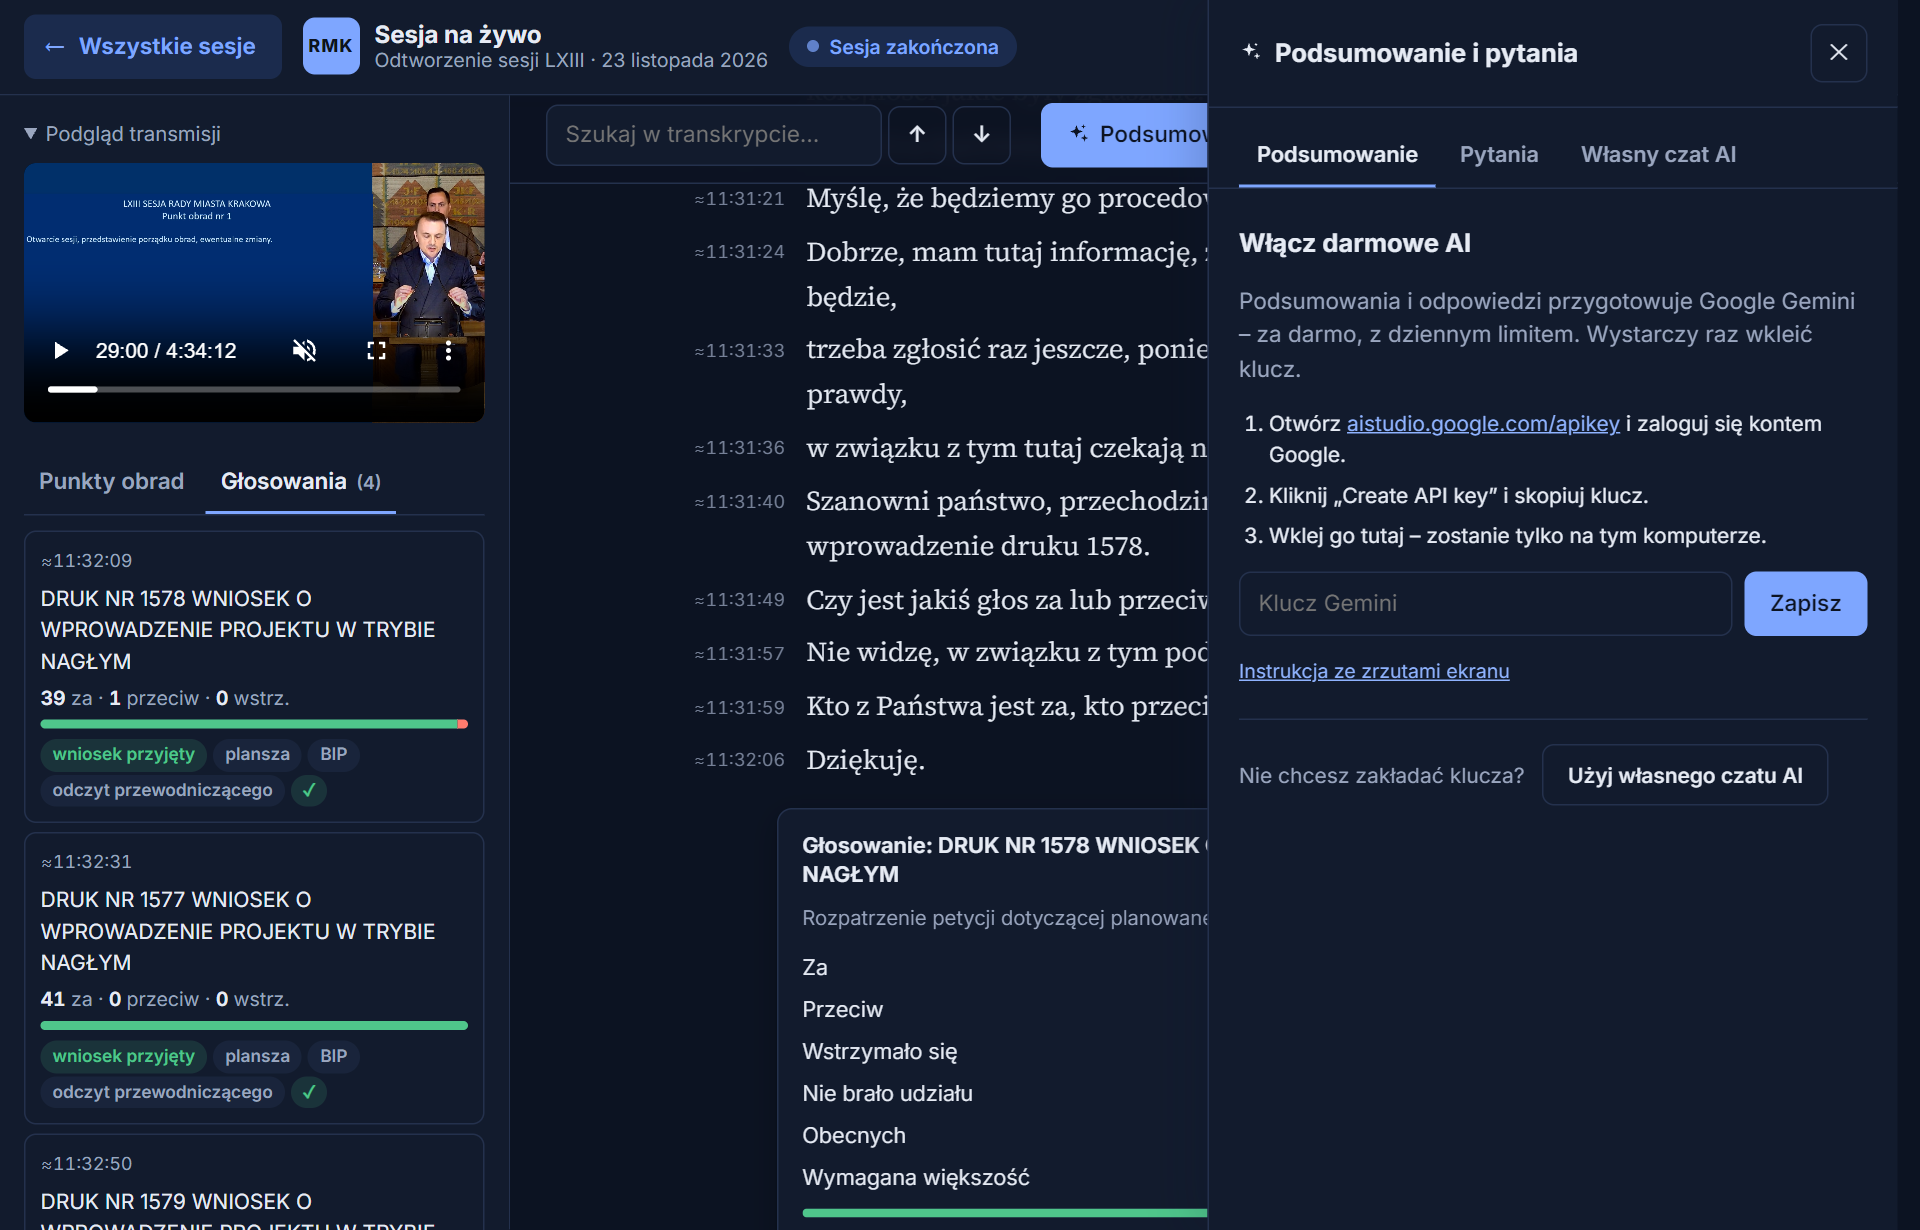 ← Wszystkie sesje
RMK
Sesja na żywo
Odtworzenie sesji LXIII · 23 listopada 2026
Sesja zakończona
▼ Podgląd transmisji
LXIII SESJA RADY MIASTA KRAKOWA
Punkt obrad nr 1
Otwarcie sesji, przedstawienie porządku obrad, ewentualne zmiany.
29:00 / 4:34:12
Punkty obrad
Głosowania (4)
≈11:32:09
DRUK NR 1578 WNIOSEK O
WPROWADZENIE PROJEKTU W TRYBIE
NAGŁYM
39 za · 1 przeciw · 0 wstrz.
wniosek przyjęty
plansza
BIP
odczyt przewodniczącego
✓
≈11:32:31
DRUK NR 1577 WNIOSEK O
WPROWADZENIE PROJEKTU W TRYBIE
NAGŁYM
41 za · 0 przeciw · 0 wstrz.
wniosek przyjęty
plansza
BIP
odczyt przewodniczącego
✓
≈11:32:50
DRUK NR 1579 WNIOSEK O
WPROWADZENIE PROJEKTU W TRYBIE
Szukaj w transkrypcie...
↑
↓
Podsumow
≈11:31:21 Myślę, że będziemy go procedow
≈11:31:24 Dobrze, mam tutaj informację,
będzie,
≈11:31:33 trzeba zgłosić raz jeszcze, ponie
prawdy,
≈11:31:36 w związku z tym tutaj czekają n
≈11:31:40 Szanowni państwo, przechodzi
wprowadzenie druku 1578.
≈11:31:49 Czy jest jakiś głos za lub przeciw
≈11:31:57 Nie widzę, w związku z tym pod
≈11:31:59 Kto z Państwa jest za, kto przeci
≈11:32:06 Dziękuję.
Głosowanie: DRUK NR 1578 WNIOSEK
NAGŁYM
Rozpatrzenie petycji dotyczącej planowane
Za
Przeciw
Wstrzymało się
Nie brało udziału
Obecnych
Wymagana większość
Podsumowanie i pytania
Podsumowanie
Pytania
Własny czat AI
Włącz darmowe AI
Podsumowania i odpowiedzi przygotowuje Google Gemini
– za darmo, z dziennym limitem. Wystarczy raz wkleić
klucz.
1. Otwórz aistudio.google.com/apikey i zaloguj się kontem
Google.
2. Kliknij „Create API key” i skopiuj klucz.
3. Wklej go tutaj – zostanie tylko na tym komputerze.
Klucz Gemini
Zapisz
Instrukcja ze zrzutami ekranu
Nie chcesz zakładać klucza?
Użyj własnego czatu AI